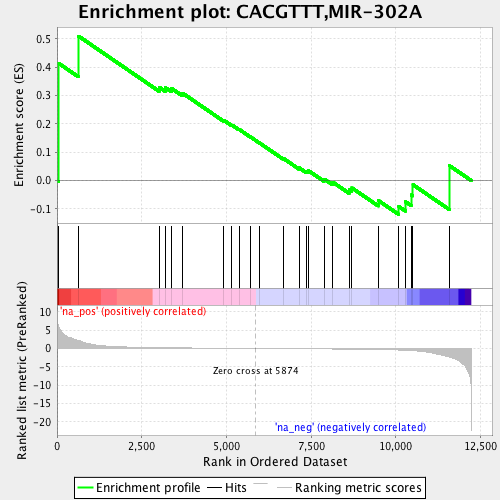 Enrichment plot: CACGTTT,MIR-302A
Enrichment score (ES)
0.5
0.4
0.3
0.2
0.1
0.0
-0.1
'na_pos' (positively correlated)
Ranked list metric (PreRanked)
10
5
0
-5
-10
-15
-20
Zero cross at 5874
'na_neg' (negatively correlated)
0
2,500
5,000
7,500
10,000
12,500
Rank in Ordered Dataset
Enrichment profile
Hits
Ranking metric scores